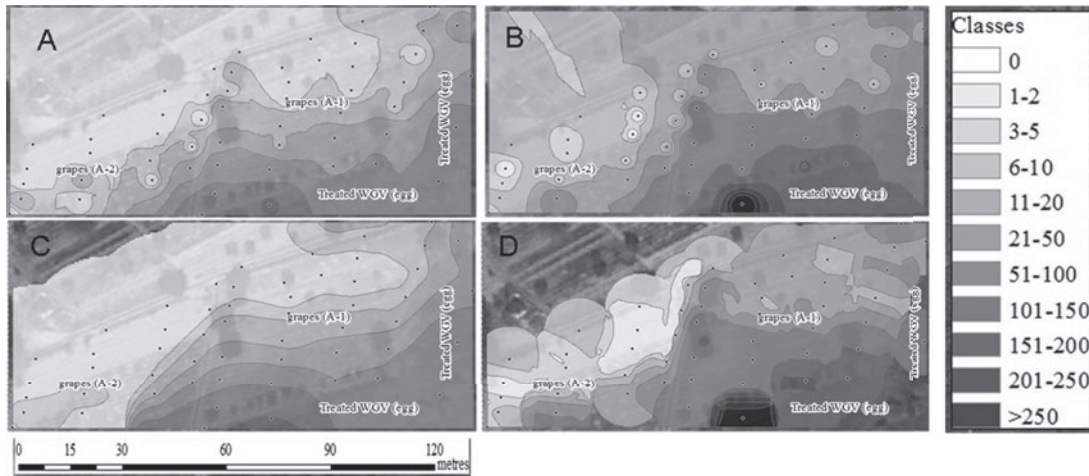 A
grapes (A-1)
grapes (A-2)
Treated WGV (-egg)
Treated WGV (-egg)
B
grapes (A-1)
grapes (A-2)
Treated WGV (-egg)
Treated WGV (-egg)
C
grapes (A-1)
grapes (A-2)
Treated WGV (-egg)
Treated WGV (-egg)
D
grapes (A-1)
grapes (A-2)
Treated WGV (-egg)
Treated WGV (-egg)
0 15 30 60 90 120
metres
Classes
0
1-2
3-5
6-10
11-20
21-50
51-100
101-150
151-200
201-250
>250